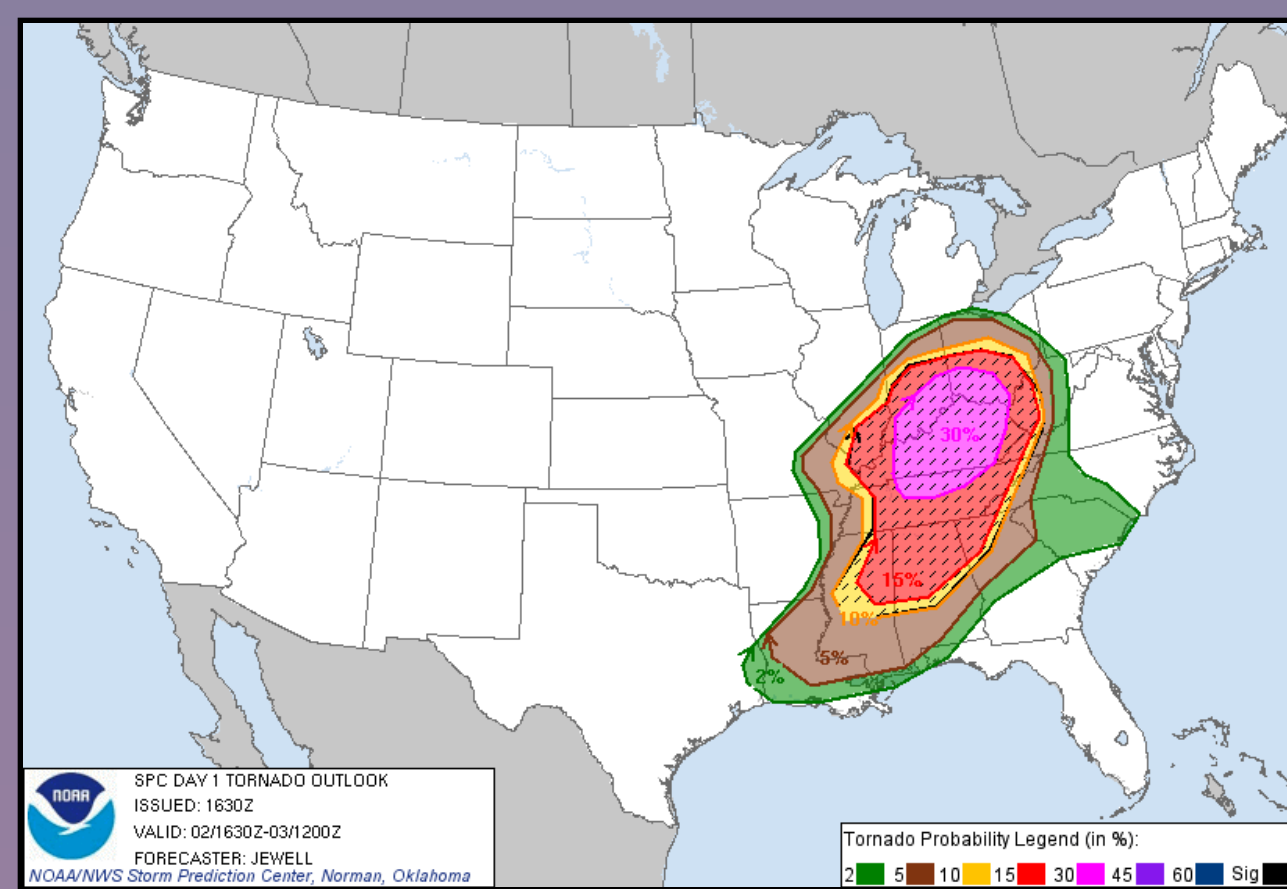 30%
15%
10%
5%
2%
NOAA
SPC DAY 1 TORNADO OUTLOOK
ISSUED: 1630Z
VALID: 02/1630Z-03/1200Z
FORECASTER: JEWELL
NOAA/NWS Storm Prediction Center, Norman, Oklahoma
Tornado Probability Legend (in %):
2 5 10 15 30 45 60 Sig